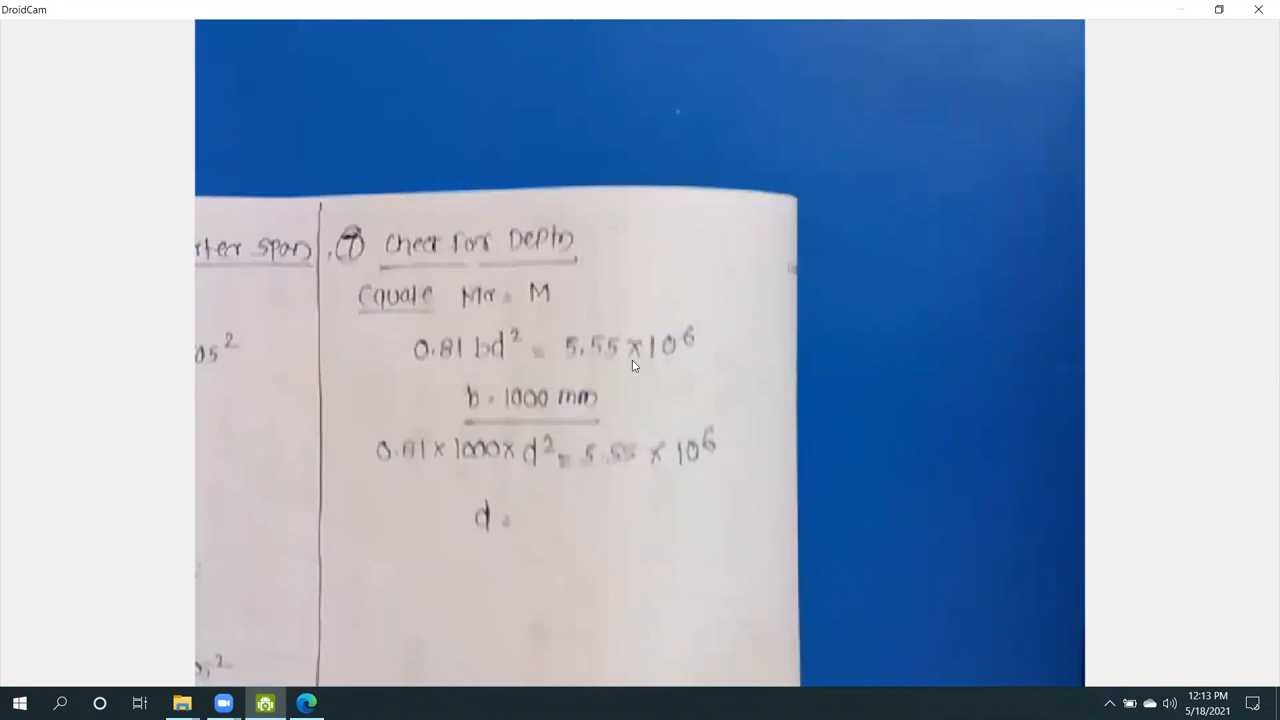 DroidCam
rter span
os²
⑦ Check For Depth
Equate Mr = M
0.81 bd² = 5.55 × 10⁶
b = 1000 mm
0.81 × 1000 × d² = 5.55 × 10⁶
d =
12:13 PM
5/18/2021